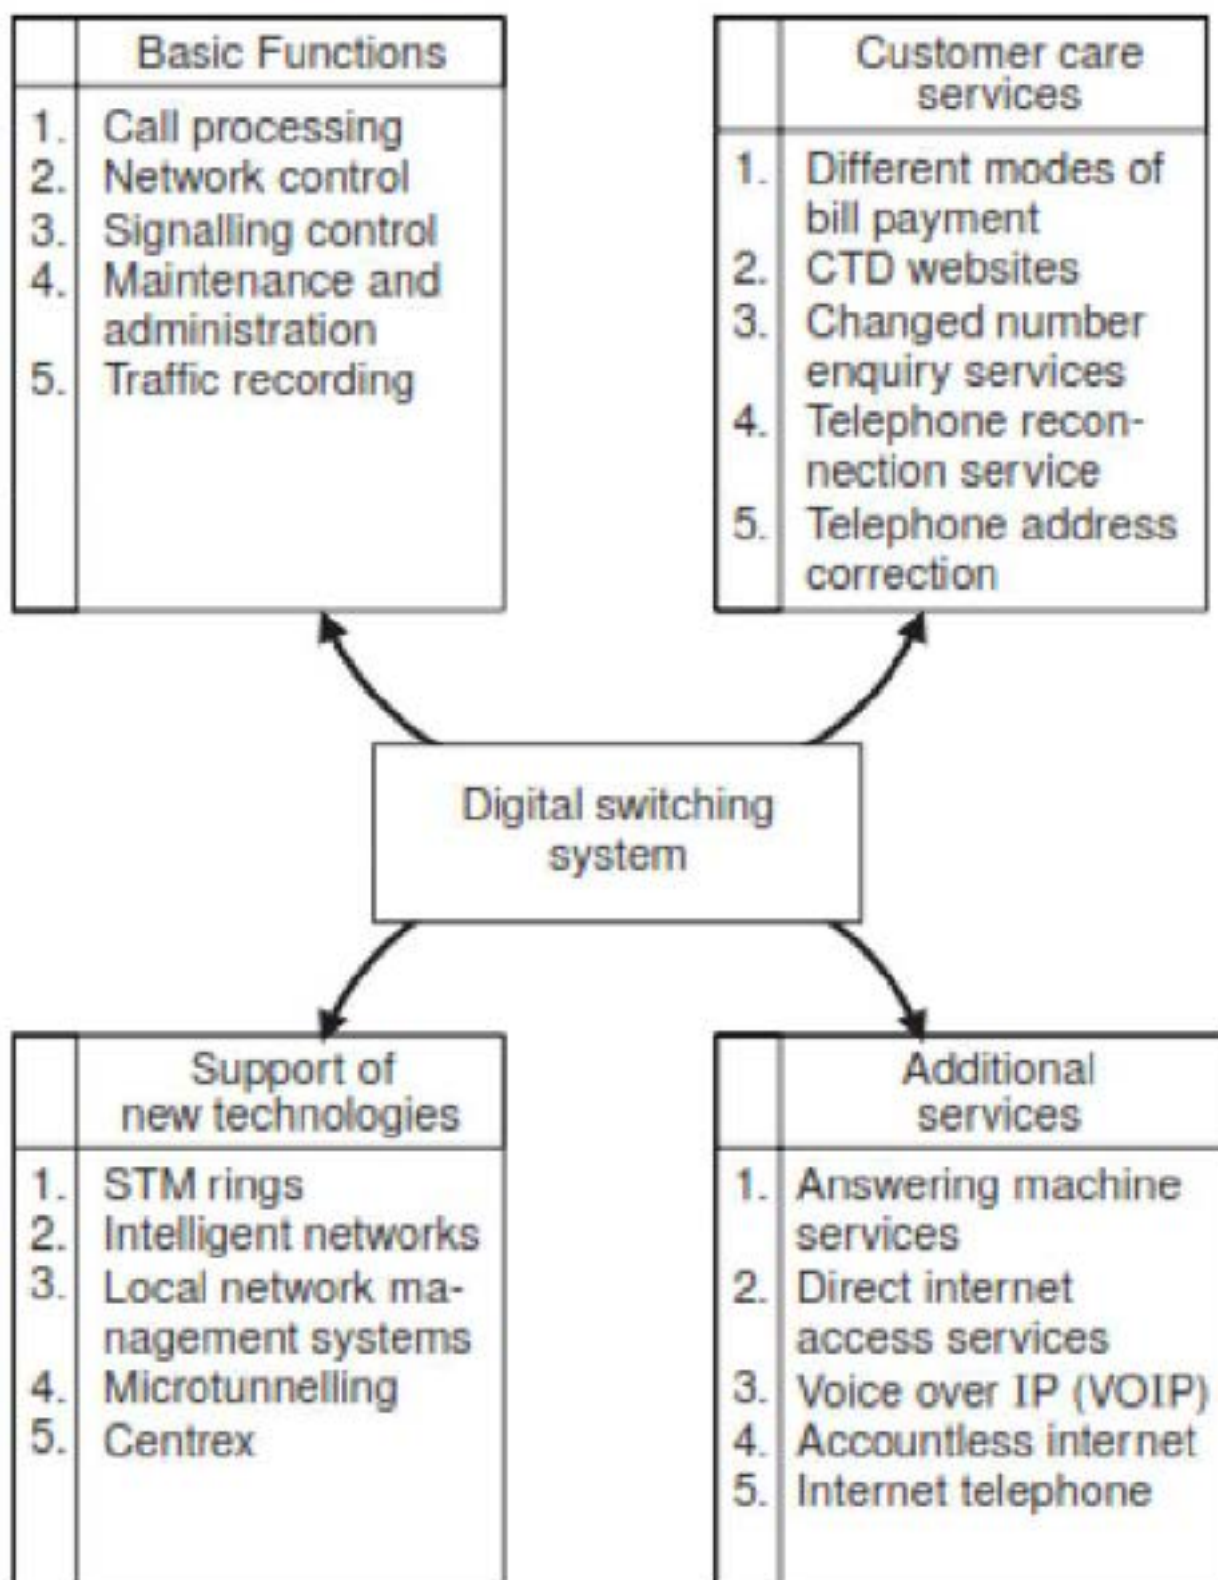 Basic Functions
1. Call processing
2. Network control
3. Signalling control
4. Maintenance and
administration
5. Traffic recording
Customer care
services
1. Different modes of
bill payment
2. CTD websites
3. Changed number
enquiry services
4. Telephone recon-
nection service
5. Telephone address
correction
Digital switching
system
Support of
new technologies
1. STM rings
2. Intelligent networks
3. Local network ma-
nagement systems
4. Microtunnelling
5. Centrex
Additional
services
1. Answering machine
services
2. Direct internet
access services
3. Voice over IP (VOIP)
4. Accountless internet
5. Internet telephone